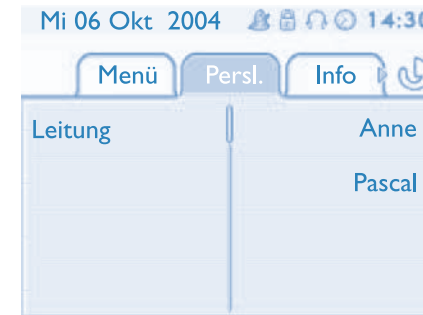 Mi 06 Okt 2004 14:30
Menü Persl. Info
Leitung Anne
Pascal